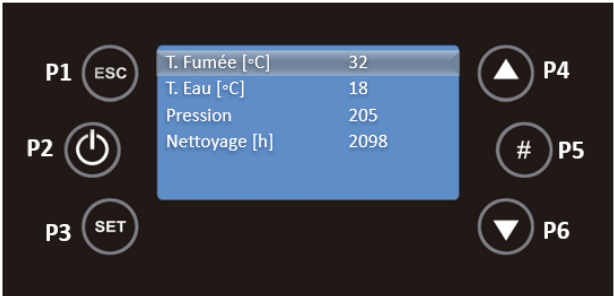 P1 ESC
T. Fumée [°C] 32
P4
T. Eau [°C] 18
Pression 205
P2
Nettoyage [h] 2098
# P5
P3 SET
P6